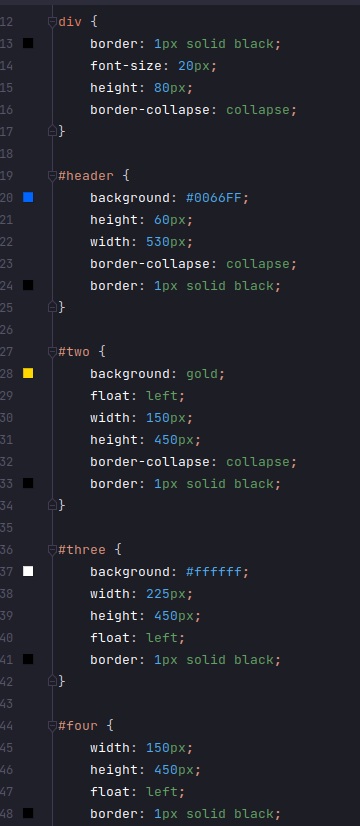 12 div {
13 border: 1px solid black;
14 font-size: 20px;
15 height: 80px;
16 border-collapse: collapse;
17 }
18
19 #header {
20 background: #0066FF;
21 height: 60px;
22 width: 530px;
23 border-collapse: collapse;
24 border: 1px solid black;
25 }
26
27 #two {
28 background: gold;
29 float: left;
30 width: 150px;
31 height: 450px;
32 border-collapse: collapse;
33 border: 1px solid black;
34 }
35
36 #three {
37 background: #ffffff;
38 width: 225px;
39 height: 450px;
40 float: left;
41 border: 1px solid black;
42 }
43
44 #four {
45 width: 150px;
46 height: 450px;
47 float: left;
48 border: 1px solid black;